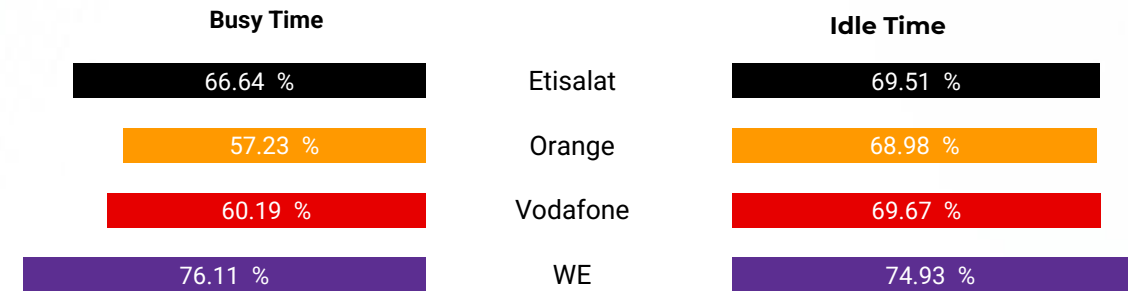 Busy Time
Idle Time
66.64 % Etisalat 69.51 %
57.23 % Orange 68.98 %
60.19 % Vodafone 69.67 %
76.11 % WE 74.93 %